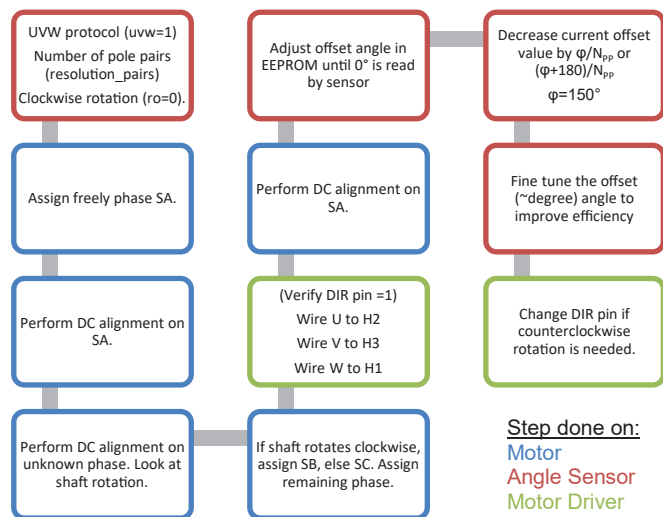 UVW protocol (uvw=1)
Number of pole pairs
(resolution_pairs)
Clockwise rotation (ro=0).
Assign freely phase SA.
Perform DC alignment on
SA.
Perform DC alignment on
unknown phase. Look at
shaft rotation.
If shaft rotates clockwise,
assign SB, else SC. Assign
remaining phase.
(Verify DIR pin =1)
Wire U to H2
Wire V to H3
Wire W to H1
Perform DC alignment on
SA.
Adjust offset angle in
EEPROM until 0° is read
by sensor
Decrease current offset
value by φ/NPP or
(φ+180)/NPP
φ=150°
Fine tune the offset
(~degree) angle to
improve efficiency
Change DIR pin if
counterclockwise
rotation is needed.
Step done on:
Motor
Angle Sensor
Motor Driver